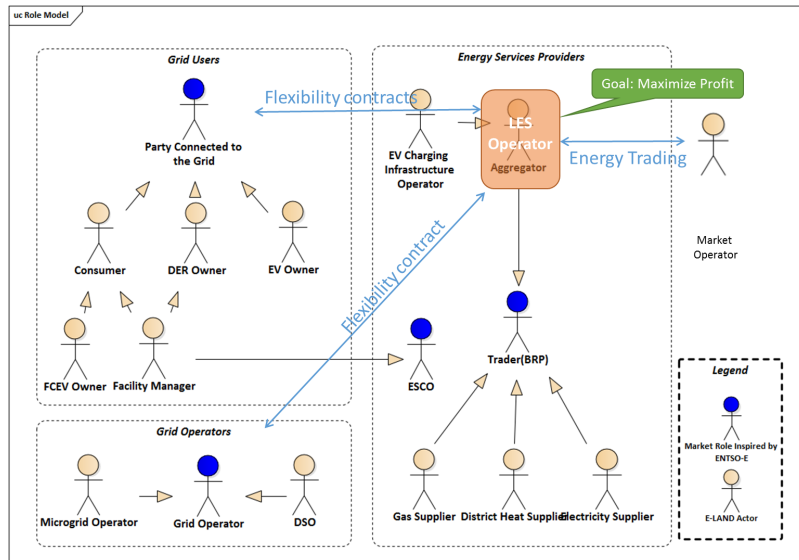 uc Role Model
Grid Users
Energy Services Providers
Goal: Maximize Profit
Flexibility contracts
Party Connected to
the Grid
EV Charging
Infrastructure
Operator
LES
Operator
Aggregator
Energy Trading
Market
Operator
Consumer
DER Owner
EV Owner
Flexibility contract
FCEV Owner
Facility Manager
ESCO
Trader(BRP)
Legend
Market Role Inspired by
ENTSO-E
E-LAND Actor
Grid Operators
Microgrid Operator
Grid Operator
DSO
Gas Supplier
District Heat Supplier
Electricity Supplier